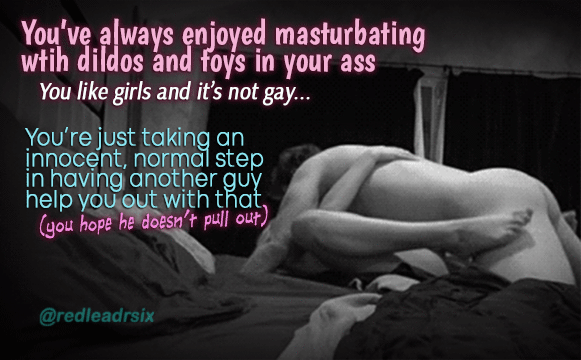 You've always enjoyed masturbating
wtih dildos and toys in your ass
You like girls and it's not gay...
You're just taking an
innocent, normal step
in having another guy
help you out with that
(you hope he doesn't pull out)
@redleadrsix